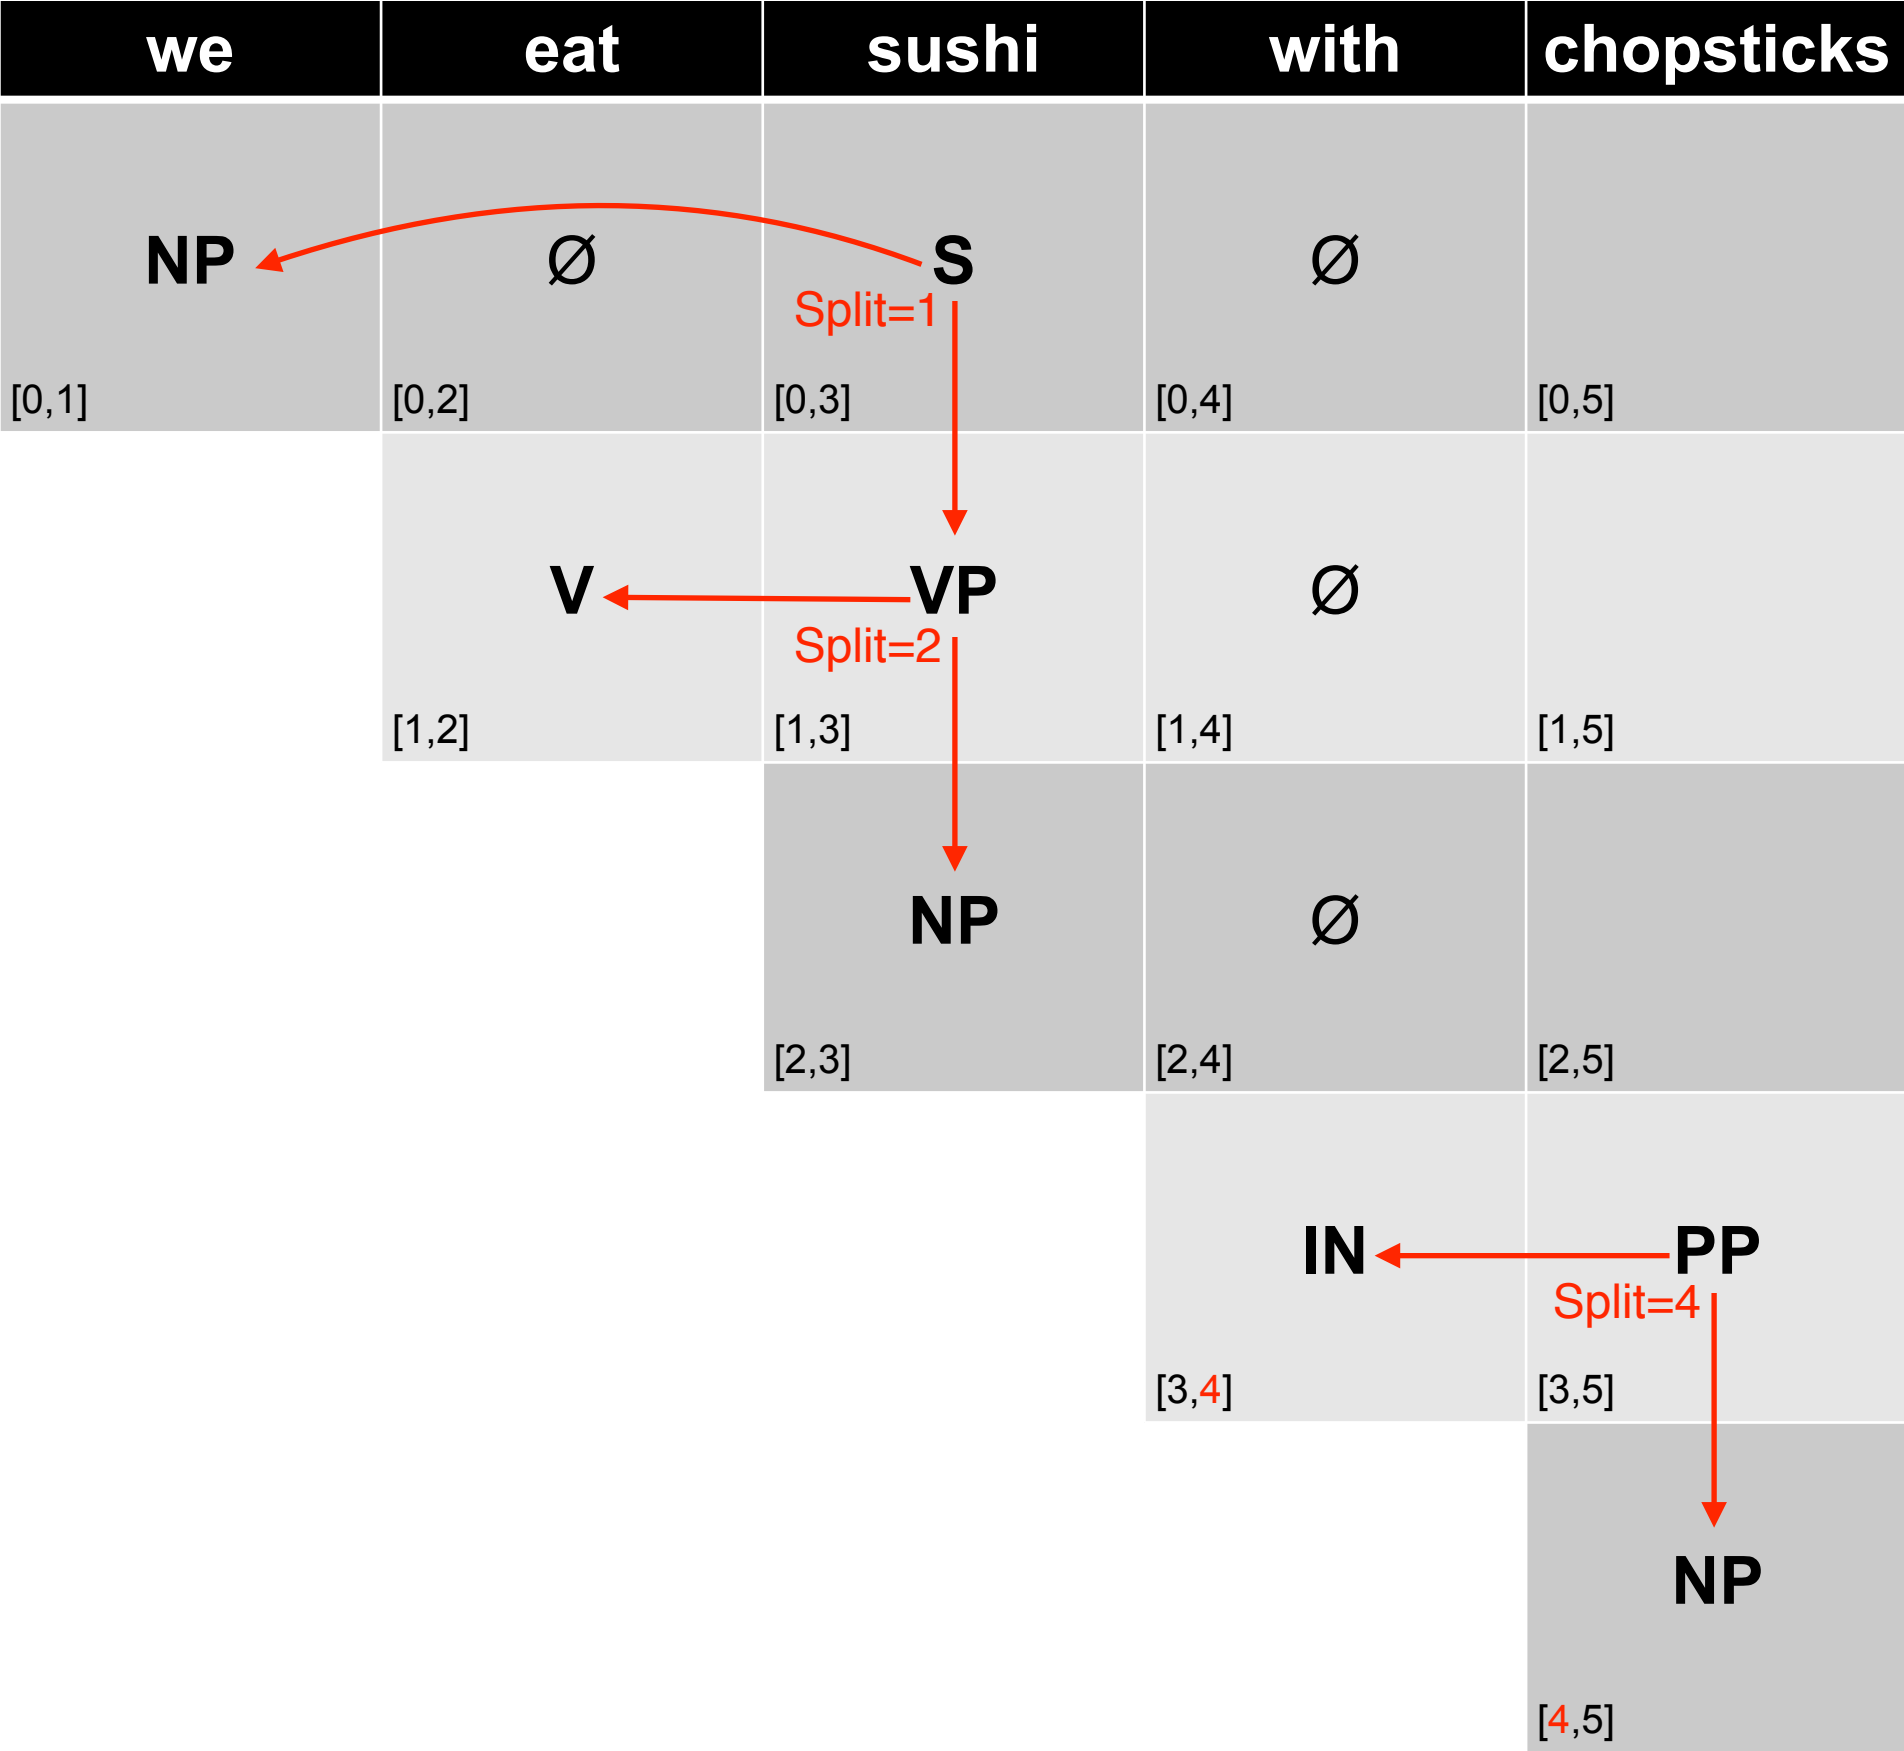 we eat sushi with chopsticks
NP Ø S Ø
Split=1
[0,1] [0,2] [0,3] [0,4] [0,5]
V VP Ø
Split=2
[1,2] [1,3] [1,4] [1,5]
NP Ø
[2,3] [2,4] [2,5]
IN PP
Split=4
[3,4] [3,5]
NP
[4,5]